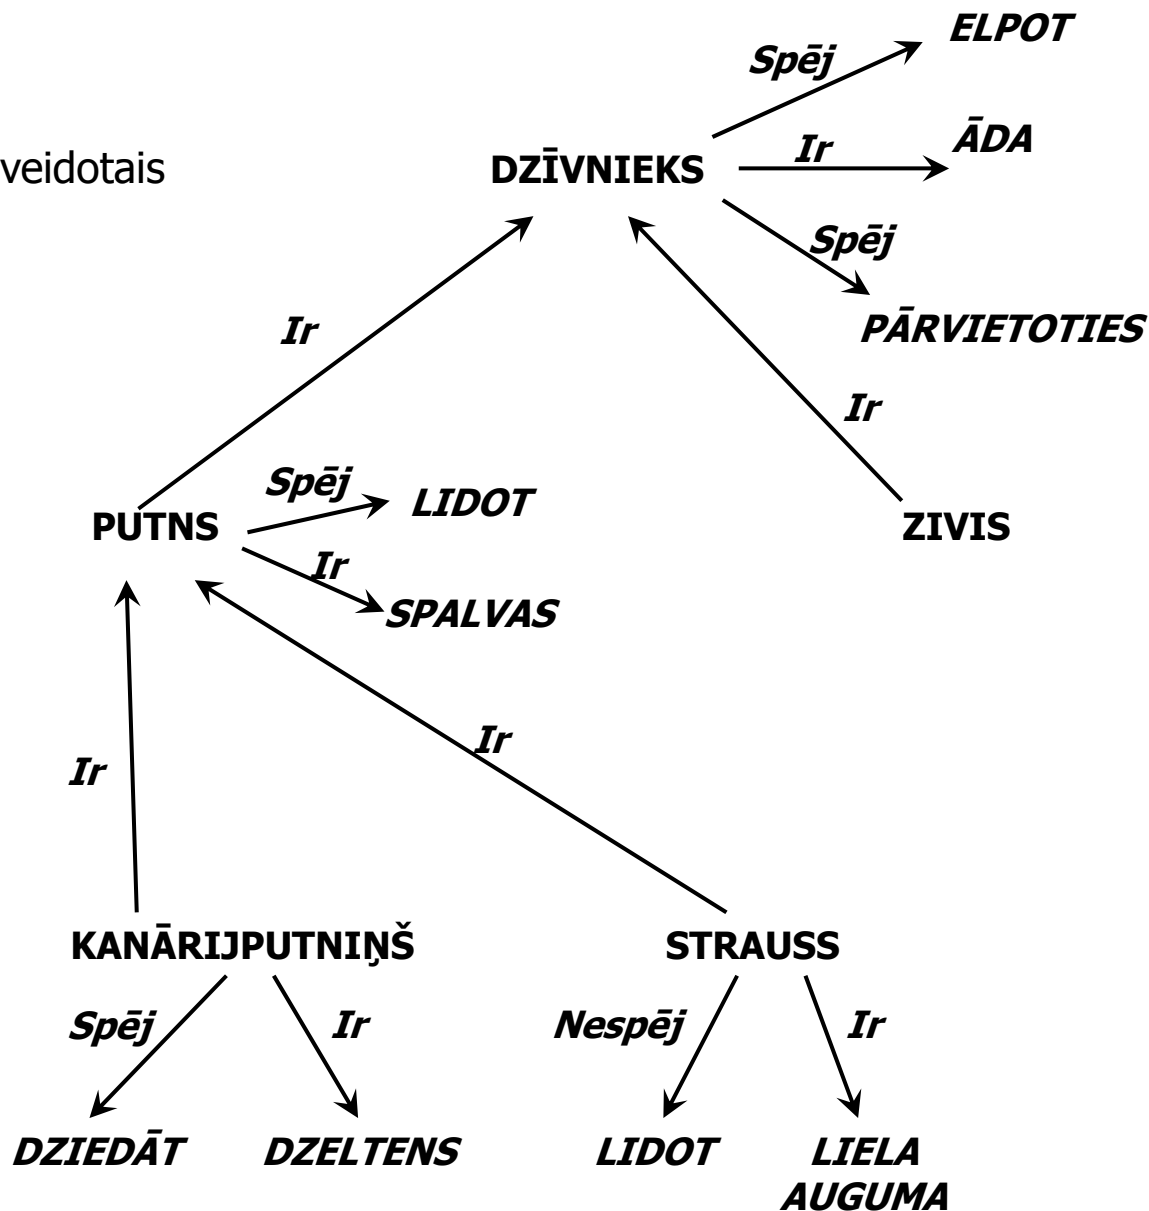 ELPOT
Spēj
ĀDA
Ir
veidotais
DZĪVNIEKS
Spēj
PĀRVIETOTIES
Ir
Ir
Spēj
LIDOT
PUTNS
ZIVIS
Ir
SPALVAS
Ir
Ir
KANĀRIJPUTNIŅŠ
STRAUSS
Spēj
Ir
Nespēj
Ir
DZIEDĀT
DZELTENS
LIDOT
LIELA
AUGUMA